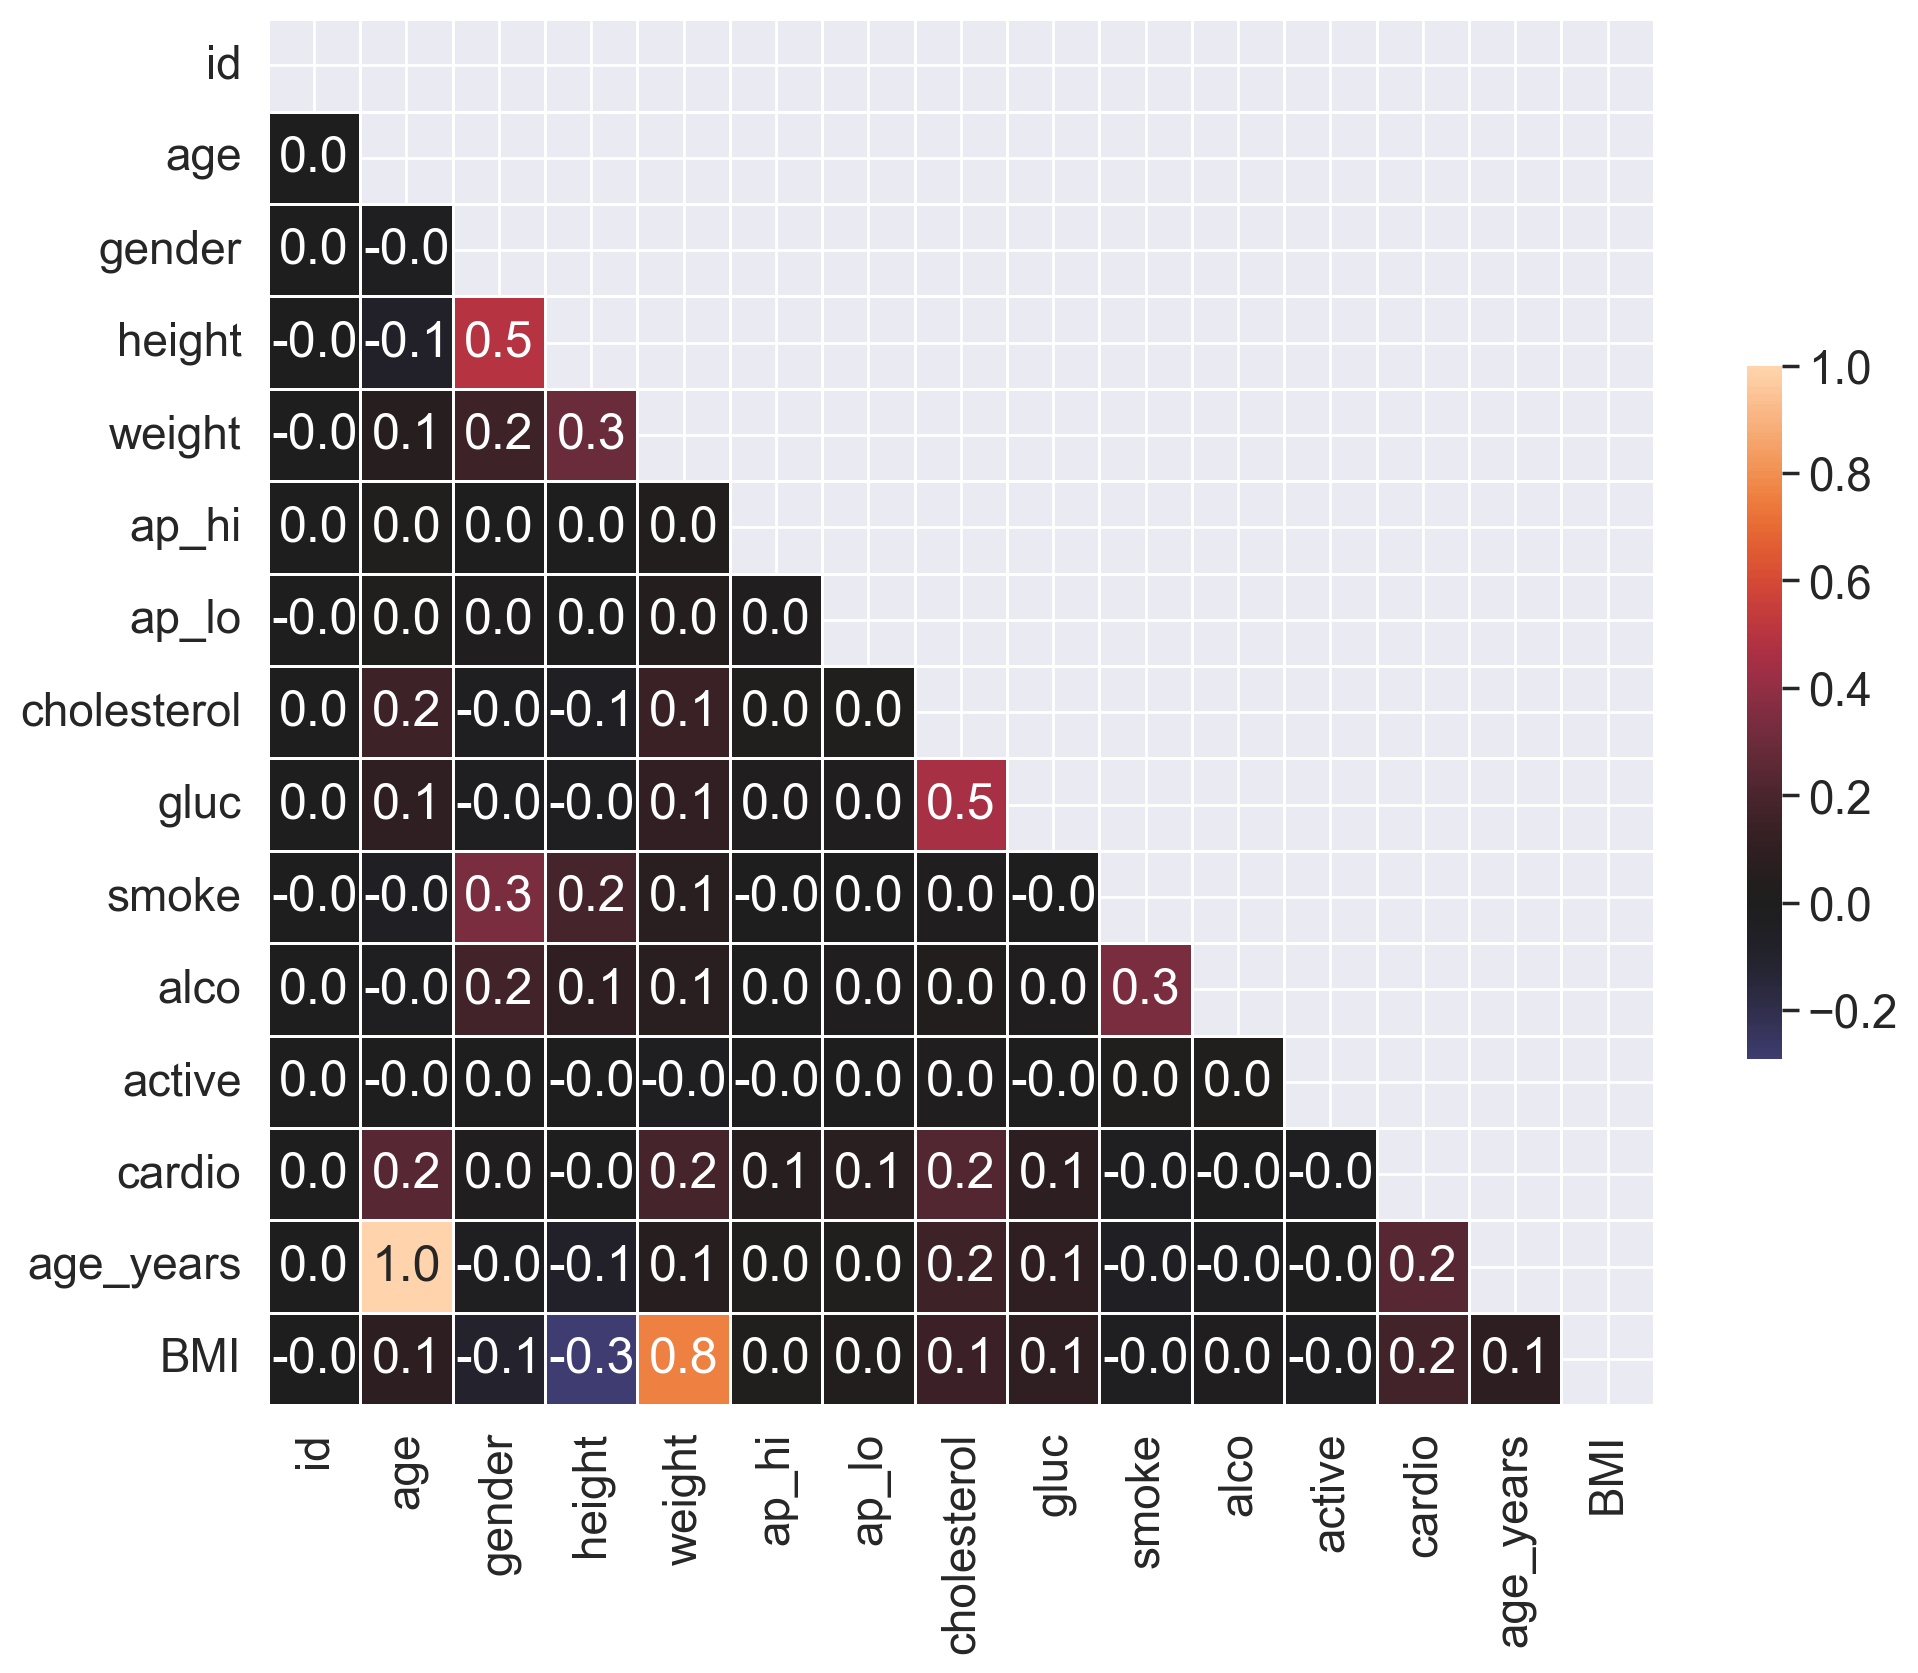 id
age 0.0
gender 0.0 -0.0
height -0.0 -0.1 0.5
weight -0.0 0.1 0.2 0.3
ap_hi 0.0 0.0 0.0 0.0 0.0
ap_lo -0.0 0.0 0.0 0.0 0.0 0.0
cholesterol 0.0 0.2 -0.0 -0.1 0.1 0.0 0.0
gluc 0.0 0.1 -0.0 -0.0 0.1 0.0 0.0 0.5
smoke -0.0 -0.0 0.3 0.2 0.1 -0.0 0.0 0.0 -0.0
alco 0.0 -0.0 0.2 0.1 0.1 0.0 0.0 0.0 0.0 0.3
active 0.0 -0.0 0.0 -0.0 -0.0 -0.0 0.0 0.0 -0.0 0.0 0.0
cardio 0.0 0.2 0.0 -0.0 0.2 0.1 0.1 0.2 0.1 -0.0 -0.0 -0.0
age_years 0.0 1.0 -0.0 -0.1 0.1 0.0 0.0 0.2 0.1 -0.0 -0.0 -0.0 0.2
BMI -0.0 0.1 -0.1 -0.3 0.8 0.0 0.0 0.1 0.1 -0.0 0.0 -0.0 0.2 0.1
id age gender height weight ap_hi ap_lo cholesterol gluc smoke alco active cardio age_years BMI
1.0
0.8
0.6
0.4
0.2
0.0
−0.2